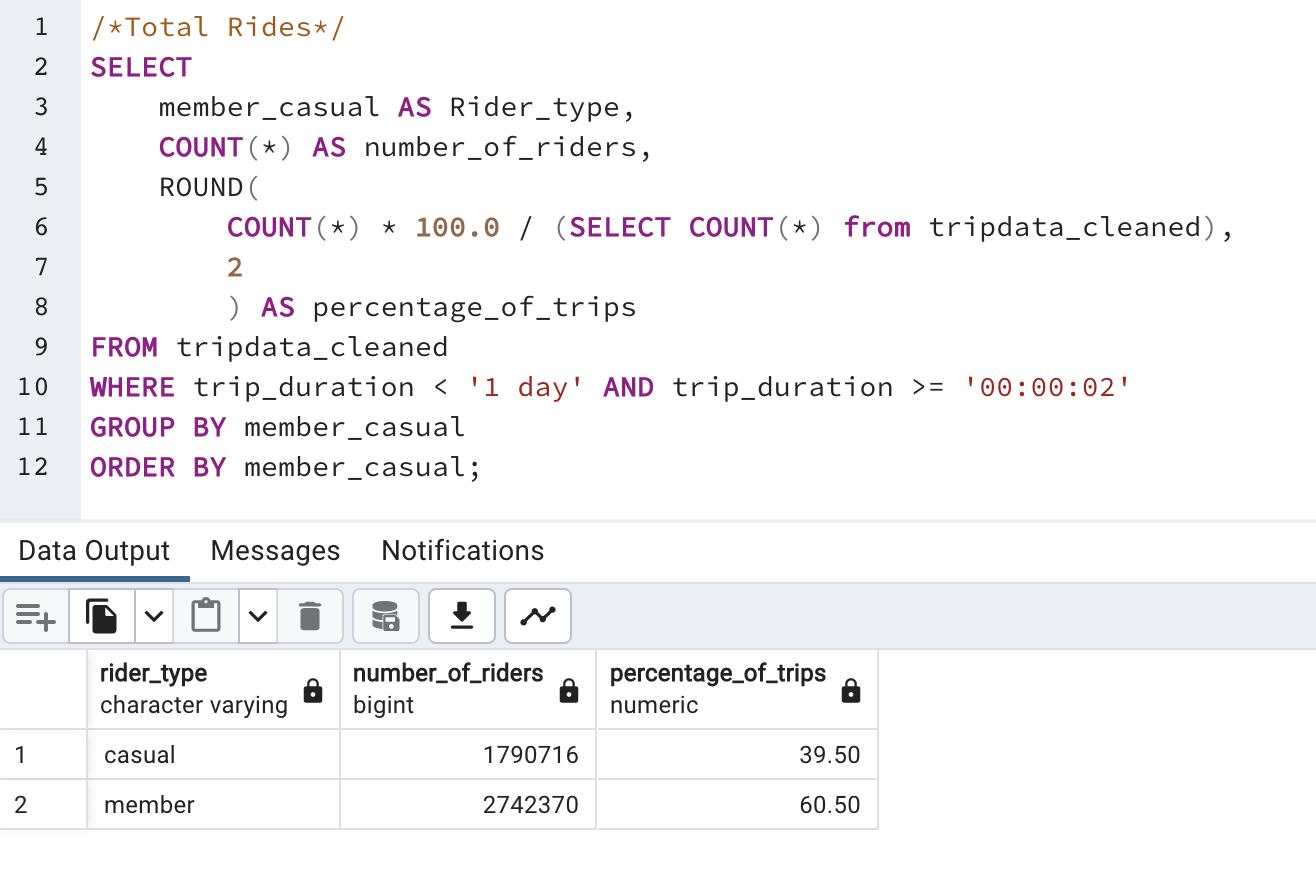 1 /*Total Rides*/
2 SELECT
3 member_casual AS Rider_type,
4 COUNT(*) AS number_of_riders,
5 ROUND(
6 COUNT(*) * 100.0 / (SELECT COUNT(*) from tripdata_cleaned),
7 2
8 ) AS percentage_of_trips
9 FROM tripdata_cleaned
10 WHERE trip_duration < '1 day' AND trip_duration >= '00:00:02'
11 GROUP BY member_casual
12 ORDER BY member_casual;
Data Output Messages Notifications
rider_type number_of_riders percentage_of_trips
character varying bigint numeric
1 casual 1790716 39.50
2 member 2742370 60.50